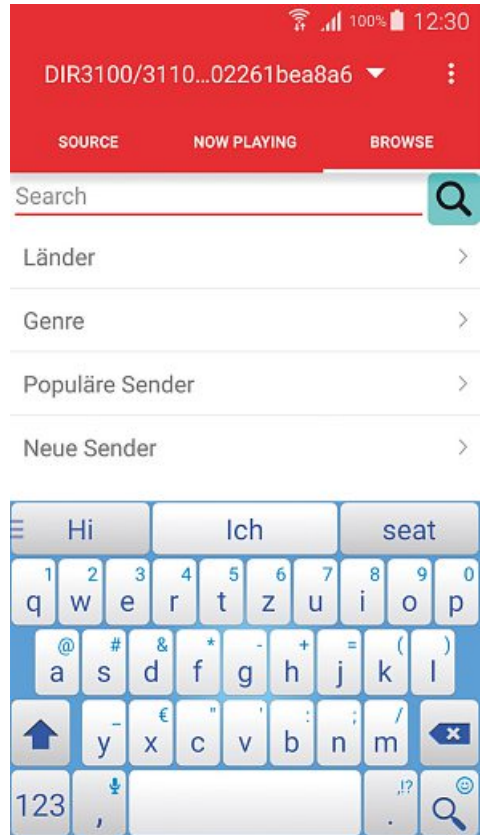 100% 12:30
DIR3100/3110...02261bea8a6
SOURCE NOW PLAYING BROWSE
Search
Länder
Genre
Populäre Sender
Neue Sender
Hi Ich seat
1 2 3 4 5 6 7 8 9 0
q w e r t z u i o p
@ # & * - + = ( )
a s d f g h j k l
_ € " ' : ; /
y x c v b n m
,!?
123 , .